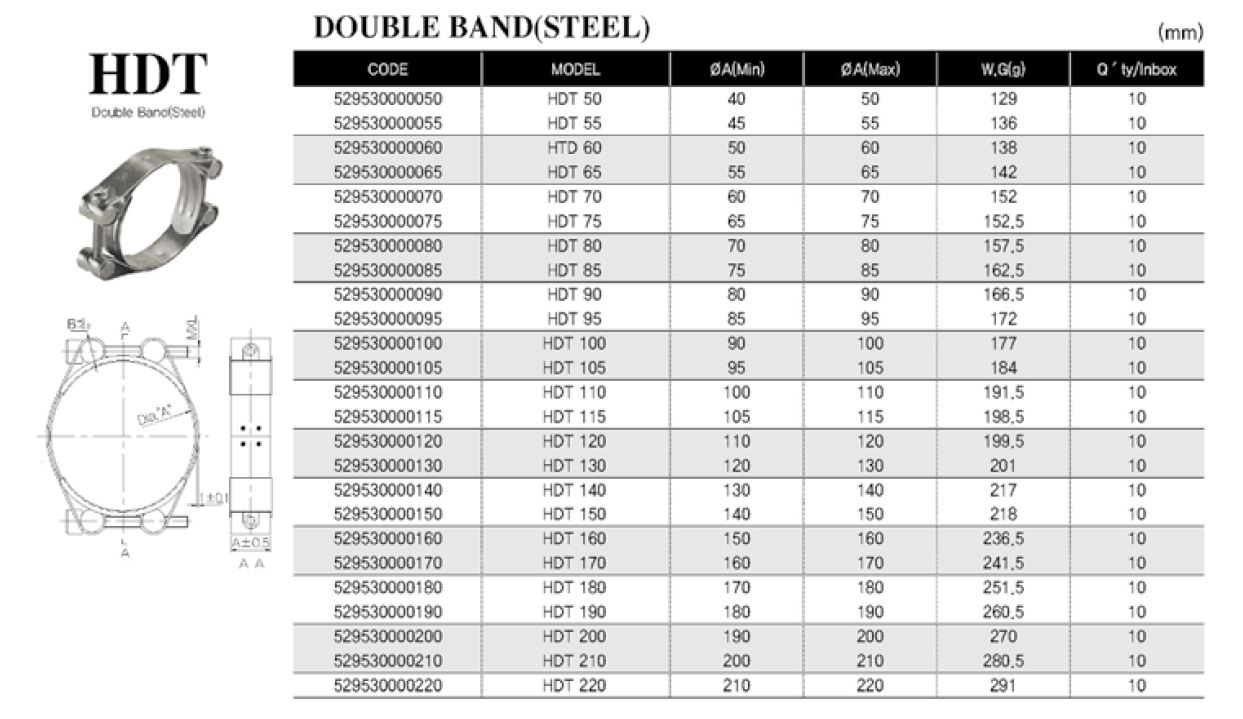 DOUBLE BAND(STEEL)
(mm)
HDT
Double Band(Steel)
CODE MODEL ØA(Min) ØA(Max) W.G(g) Q´ty/Inbox
529530000050 HDT 50 40 50 129 10
529530000055 HDT 55 45 55 136 10
529530000060 HTD 60 50 60 138 10
529530000065 HDT 65 55 65 142 10
529530000070 HDT 70 60 70 152 10
529530000075 HDT 75 65 75 152.5 10
529530000080 HDT 80 70 80 157.5 10
529530000085 HDT 85 75 85 162.5 10
529530000090 HDT 90 80 90 166.5 10
529530000095 HDT 95 85 95 172 10
529530000100 HDT 100 90 100 177 10
529530000105 HDT 105 95 105 184 10
529530000110 HDT 110 100 110 191.5 10
529530000115 HDT 115 105 115 198.5 10
529530000120 HDT 120 110 120 199.5 10
529530000130 HDT 130 120 130 201 10
529530000140 HDT 140 130 140 217 10
529530000150 HDT 150 140 150 218 10
529530000160 HDT 160 150 160 236.5 10
529530000170 HDT 170 160 170 241.5 10
529530000180 HDT 180 170 180 251.5 10
529530000190 HDT 190 180 190 260.5 10
529530000200 HDT 200 190 200 270 10
529530000210 HDT 210 200 210 280.5 10
529530000220 HDT 220 210 220 291 10
A
Dia."A"
1±0.1
A
A±0.5
A A